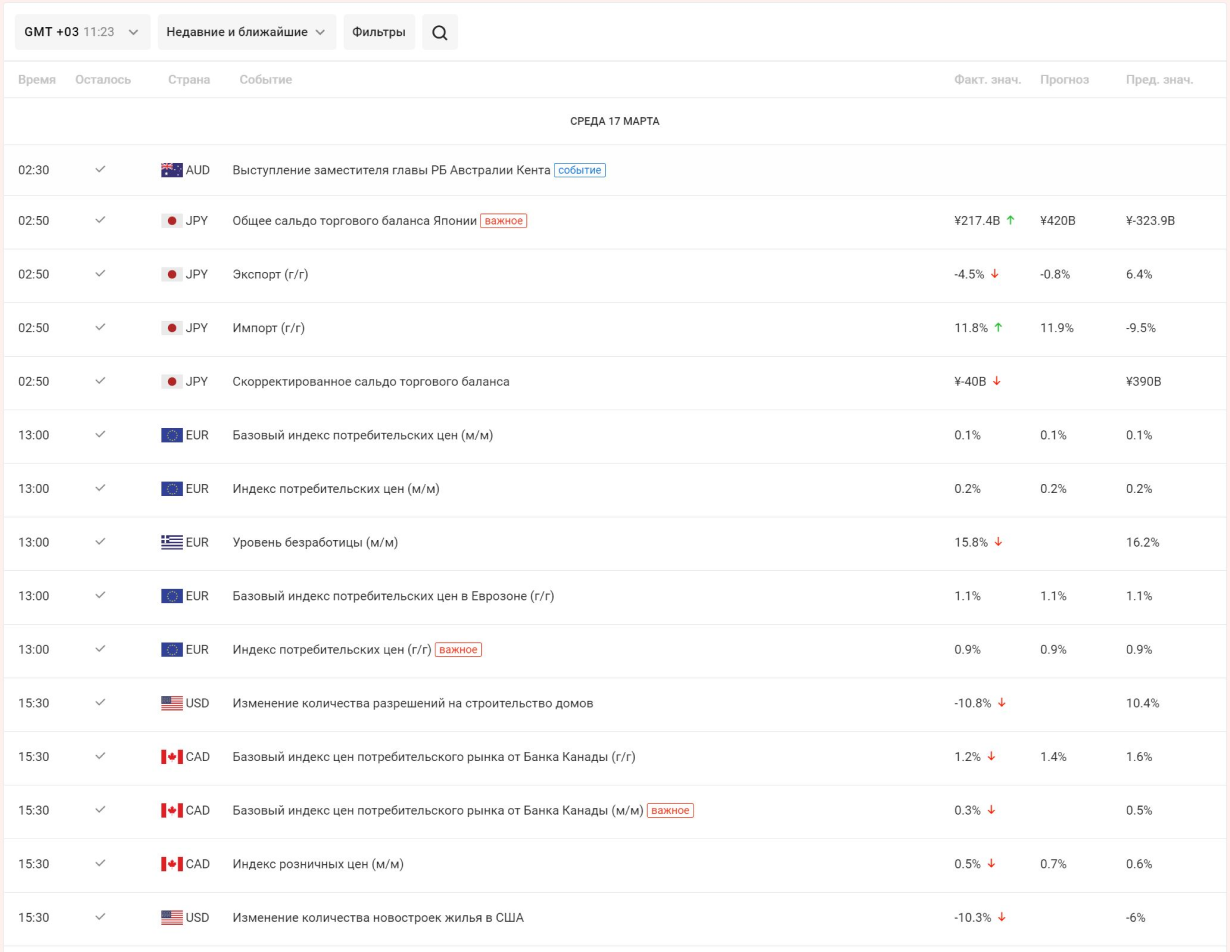 GMT +03 11:23 Недавние и ближайшие Фильтры
Время Осталось Страна Событие Факт. знач. Прогноз Пред. знач.
СРЕДА 17 МАРТА
02:30 AUD Выступление заместителя главы РБ Австралии Кента событие
02:50 JPY Общее сальдо торгового баланса Японии важное ¥217.4B ¥420B ¥-323.9B
02:50 JPY Экспорт (г/г) -4.5% -0.8% 6.4%
02:50 JPY Импорт (г/г) 11.8% 11.9% -9.5%
02:50 JPY Скорректированное сальдо торгового баланса ¥-40B ¥390B
13:00 EUR Базовый индекс потребительских цен (м/м) 0.1% 0.1% 0.1%
13:00 EUR Индекс потребительских цен (м/м) 0.2% 0.2% 0.2%
13:00 EUR Уровень безработицы (м/м) 15.8% 16.2%
13:00 EUR Базовый индекс потребительских цен в Еврозоне (г/г) 1.1% 1.1% 1.1%
13:00 EUR Индекс потребительских цен (г/г) важное 0.9% 0.9% 0.9%
15:30 USD Изменение количества разрешений на строительство домов -10.8% 10.4%
15:30 CAD Базовый индекс цен потребительского рынка от Банка Канады (г/г) 1.2% 1.4% 1.6%
15:30 CAD Базовый индекс цен потребительского рынка от Банка Канады (м/м) важное 0.3% 0.5%
15:30 CAD Индекс розничных цен (м/м) 0.5% 0.7% 0.6%
15:30 USD Изменение количества новостроек жилья в США -10.3% -6%